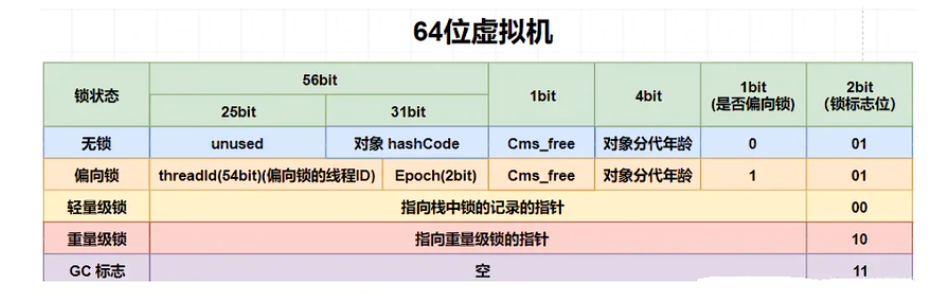 64位虚拟机
锁状态 56bit 1bit 4bit 1bit (是否偏向锁) 2bit (锁标志位)
25bit 31bit
无锁 unused 对象 hashCode Cms_free 对象分代年龄 0 01
偏向锁 threadId(54bit)(偏向锁的线程ID) Epoch(2bit) Cms_free 对象分代年龄 1 01
轻量级锁 指向栈中锁的记录的指针 00
重量级锁 指向重量级锁的指针 10
GC 标志 空 11